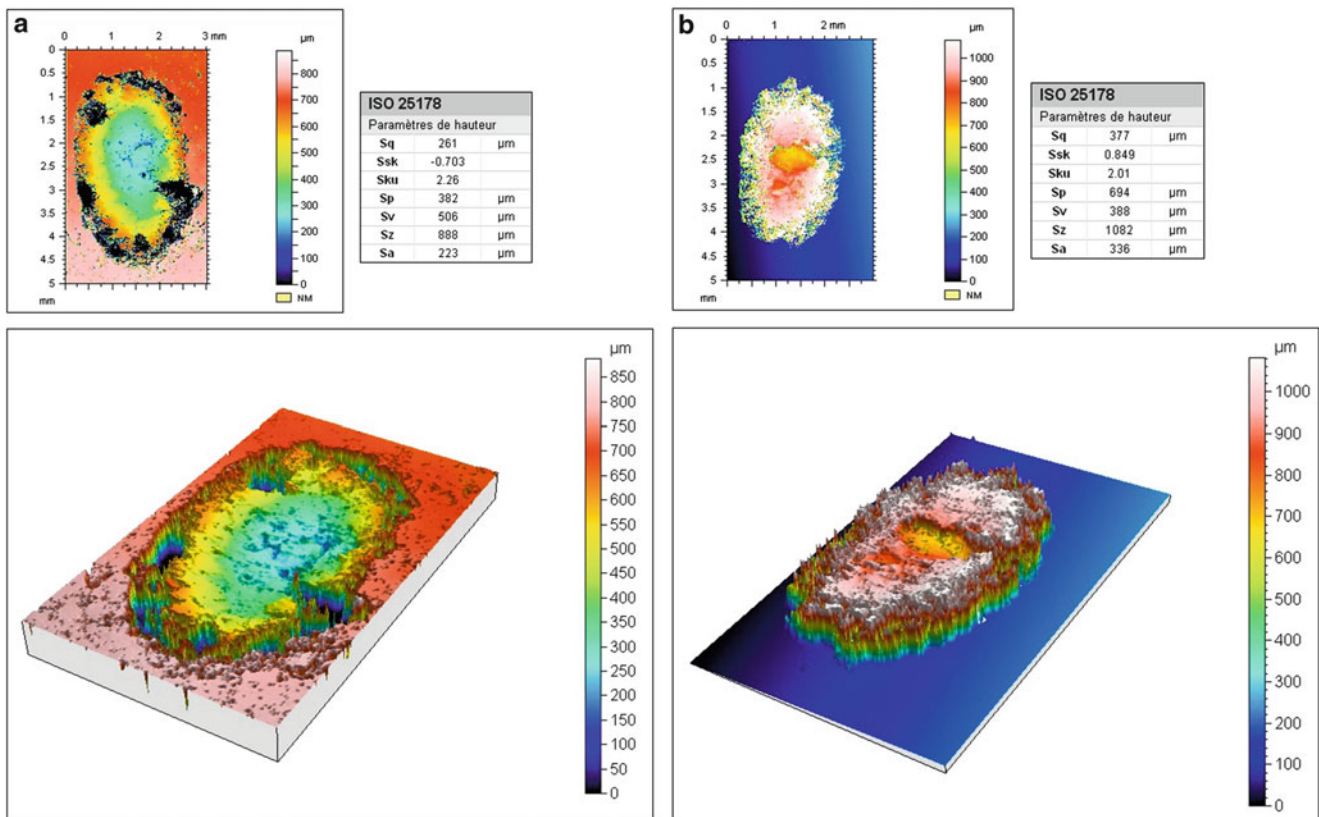 a
0 1 2 3 mm
0
0.5
1
1.5
2
2.5
3
3.5
4
4.5
5
mm
µm
800
700
600
500
400
300
200
100
0
NM
ISO 25178
Paramètres de hauteur
Sq 261 µm
Ssk -0.703
Sku 2.26
Sp 382 µm
Sv 506 µm
Sz 888 µm
Sa 223 µm
b
0 1 2 mm
0
0.5
1
1.5
2
2.5
3
3.5
4
4.5
5
mm
µm
1000
900
800
700
600
500
400
300
200
100
0
NM
ISO 25178
Paramètres de hauteur
Sq 377 µm
Ssk 0.849
Sku 2.01
Sp 694 µm
Sv 388 µm
Sz 1082 µm
Sa 336 µm
µm
850
800
750
700
650
600
550
500
450
400
350
300
250
200
150
100
50
0
µm
1000
900
800
700
600
500
400
300
200
100
0